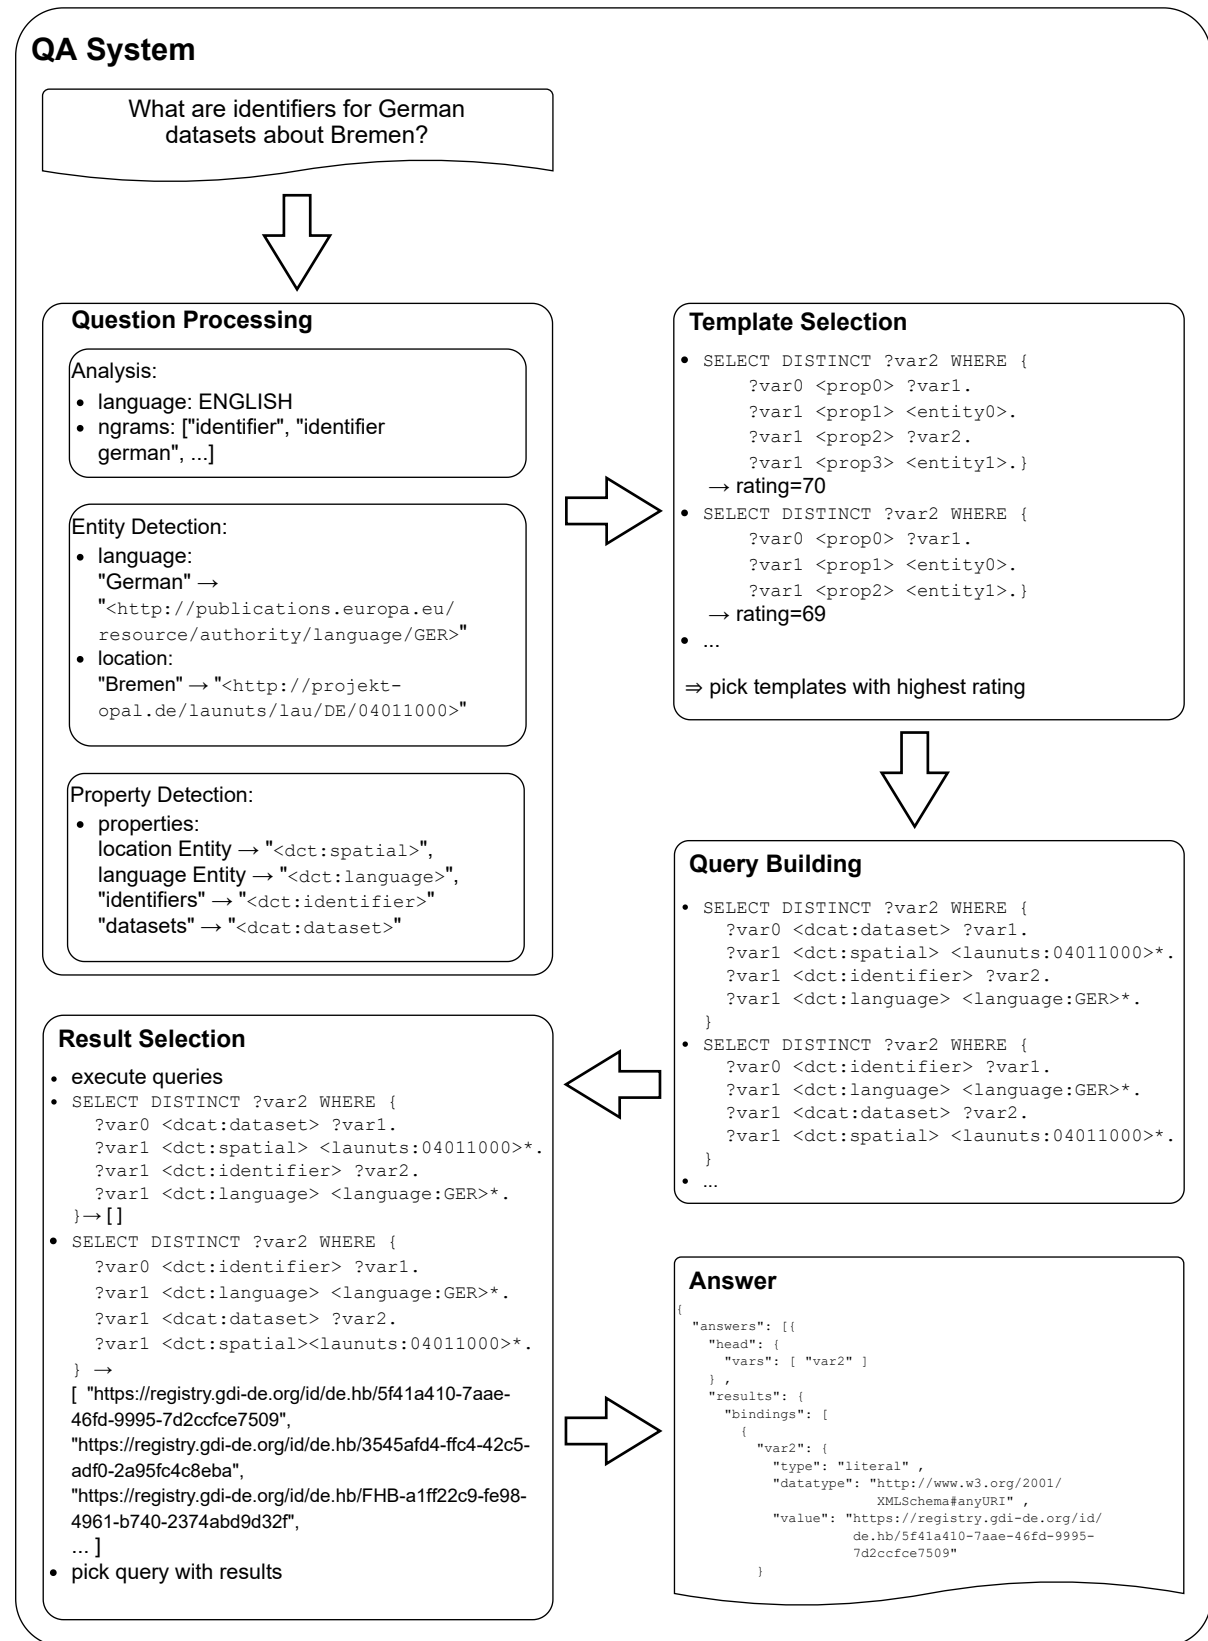 QA System
What are identifiers for German
datasets about Bremen?
Question Processing
Analysis:
• language: ENGLISH
• ngrams: ["identifier", "identifier
german", ...]
Entity Detection:
• language:
"German" →
"<http://publications.europa.eu/
resource/authority/language/GER>"
• location:
"Bremen" → "<http://projekt-
opal.de/launuts/lau/DE/04011000>"
Property Detection:
• properties:
location Entity → "<dct:spatial>",
language Entity → "<dct:language>",
"identifiers" → "<dct:identifier>"
"datasets" → "<dcat:dataset>"
Template Selection
• SELECT DISTINCT ?var2 WHERE {
?var0 <prop0> ?var1.
?var1 <prop1> <entity0>.
?var1 <prop2> ?var2.
?var1 <prop3> <entity1>.}
→ rating=70
• SELECT DISTINCT ?var2 WHERE {
?var0 <prop0> ?var1.
?var1 <prop1> <entity0>.
?var1 <prop2> <entity1>.}
→ rating=69
• ...
⇒ pick templates with highest rating
Query Building
• SELECT DISTINCT ?var2 WHERE {
?var0 <dcat:dataset> ?var1.
?var1 <dct:spatial> <launuts:04011000>*.
?var1 <dct:identifier> ?var2.
?var1 <dct:language> <language:GER>*.
}
• SELECT DISTINCT ?var2 WHERE {
?var0 <dct:identifier> ?var1.
?var1 <dct:language> <language:GER>*.
?var1 <dcat:dataset> ?var2.
?var1 <dct:spatial> <launuts:04011000>*.
}
• ...
Result Selection
• execute queries
• SELECT DISTINCT ?var2 WHERE {
?var0 <dcat:dataset> ?var1.
?var1 <dct:spatial> <launuts:04011000>*.
?var1 <dct:identifier> ?var2.
?var1 <dct:language> <language:GER>*.
}→ [ ]
• SELECT DISTINCT ?var2 WHERE {
?var0 <dct:identifier> ?var1.
?var1 <dct:language> <language:GER>*.
?var1 <dcat:dataset> ?var2.
?var1 <dct:spatial><launuts:04011000>*.
} →
[ "https://registry.gdi-de.org/id/de.hb/5f41a410-7aae-
46fd-9995-7d2ccfce7509",
"https://registry.gdi-de.org/id/de.hb/3545afd4-ffc4-42c5-
adf0-2a95fc4c8eba",
"https://registry.gdi-de.org/id/de.hb/FHB-a1ff22c9-fe98-
4961-b740-2374abd9d32f",
... ]
• pick query with results
Answer
{
"answers": [{
"head": {
"vars": [ "var2" ]
} ,
"results": {
"bindings": [
{
"var2": {
"type": "literal" ,
"datatype": "http://www.w3.org/2001/
XMLSchema#anyURI" ,
"value": "https://registry.gdi-de.org/id/
de.hb/5f41a410-7aae-46fd-9995-
7d2ccfce7509"
}